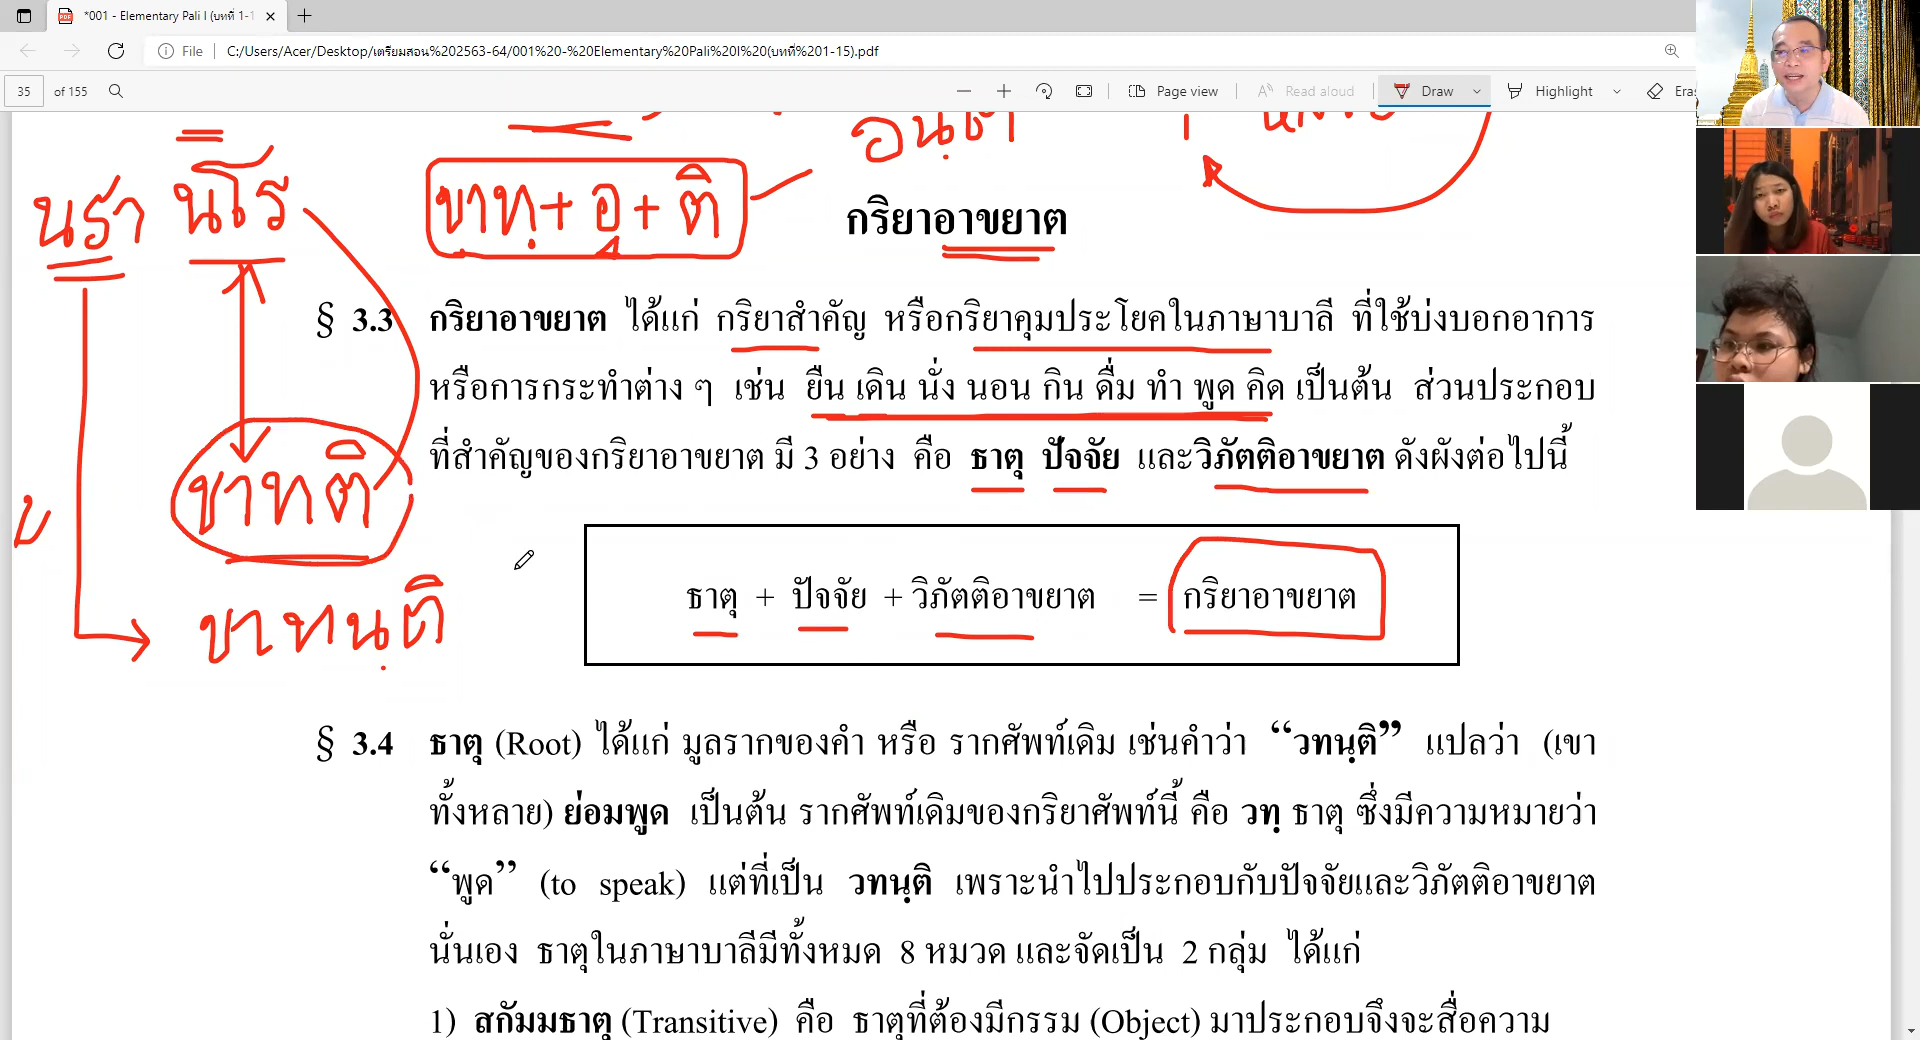 *001 - Elementary Pali I (บทที่ 1-1
File C:/Users/Acer/Desktop/เตรียมสอน%202563-64/001%20-%20Elementary%20Pali%20I%20(บทที่%201-15).pdf
35 of 155 Page view Read aloud Draw Highlight Eras
อนฺติ
นรา นโร ขาทฺ + อ + ติ
กริยาอาขยาต
§ 3.3 กริยาอาขยาต ได้แก่ กริยาสำคัญ หรือกริยาคุมประโยคในภาษาบาลี ที่ใช้บ่งบอกอาการ
หรือการกระทำต่าง ๆ เช่น ยืน เดิน นั่ง นอน กิน ดื่ม ทำ พูด คิด เป็นต้น ส่วนประกอบ
ที่สำคัญของกริยาอาขยาต มี 3 อย่าง คือ ธาตุ ปัจจัย และวิภัตติอาขยาต ดังผังต่อไปนี้
ขาทติ
ธาตุ + ปัจจัย + วิภัตติอาขยาต = กริยาอาขยาต
ขาทนฺติ
§ 3.4 ธาตุ (Root) ได้แก่ มูลรากของคำ หรือ รากศัพท์เดิม เช่นคำว่า “วทนฺติ” แปลว่า (เขา
ทั้งหลาย) ย่อมพูด เป็นต้น รากศัพท์เดิมของกริยาศัพท์นี้ คือ วทฺ ธาตุ ซึ่งมีความหมายว่า
“พูด” (to speak) แต่ที่เป็น วทนฺติ เพราะนำไปประกอบกับปัจจัยและวิภัตติอาขยาต
นั่นเอง ธาตุในภาษาบาลีมีทั้งหมด 8 หมวด และจัดเป็น 2 กลุ่ม ได้แก่
1) สกัมมธาตุ (Transitive) คือ ธาตุที่ต้องมีกรรม (Object) มาประกอบจึงจะสื่อความ